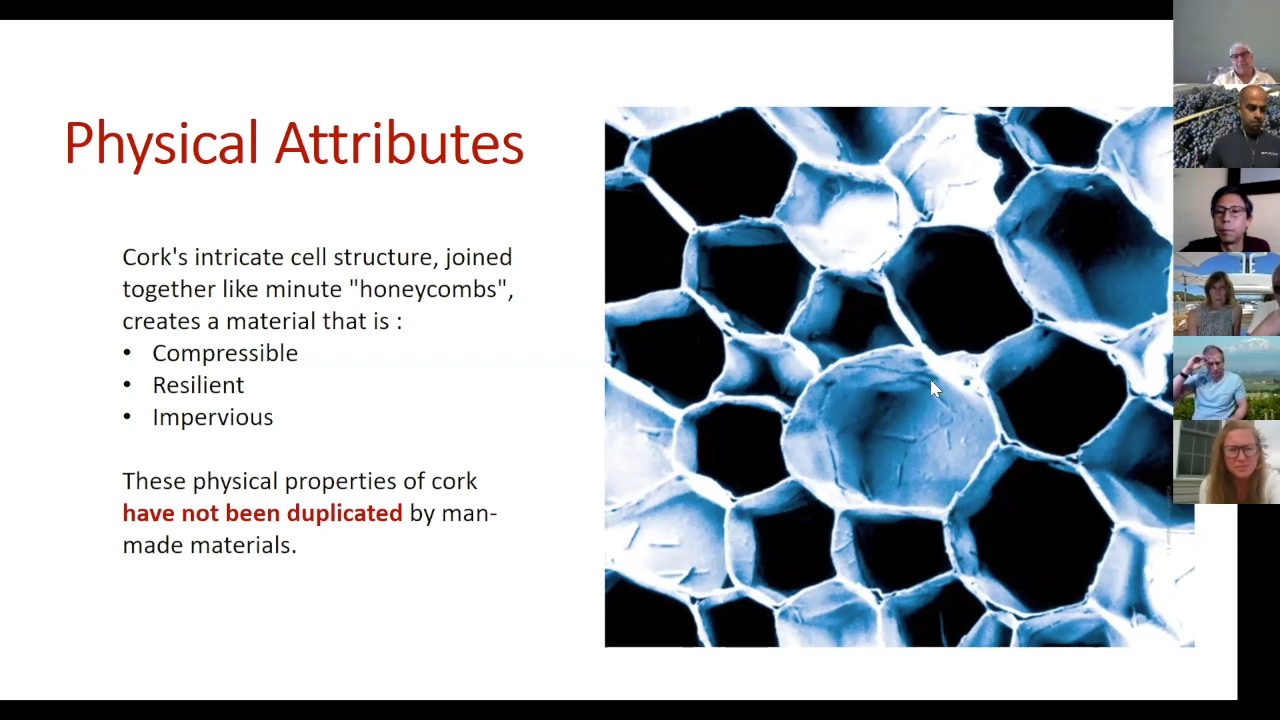 Physical Attributes
Cork's intricate cell structure, joined
together like minute "honeycombs",
creates a material that is :
• Compressible
• Resilient
• Impervious
These physical properties of cork
have not been duplicated by man-
made materials.